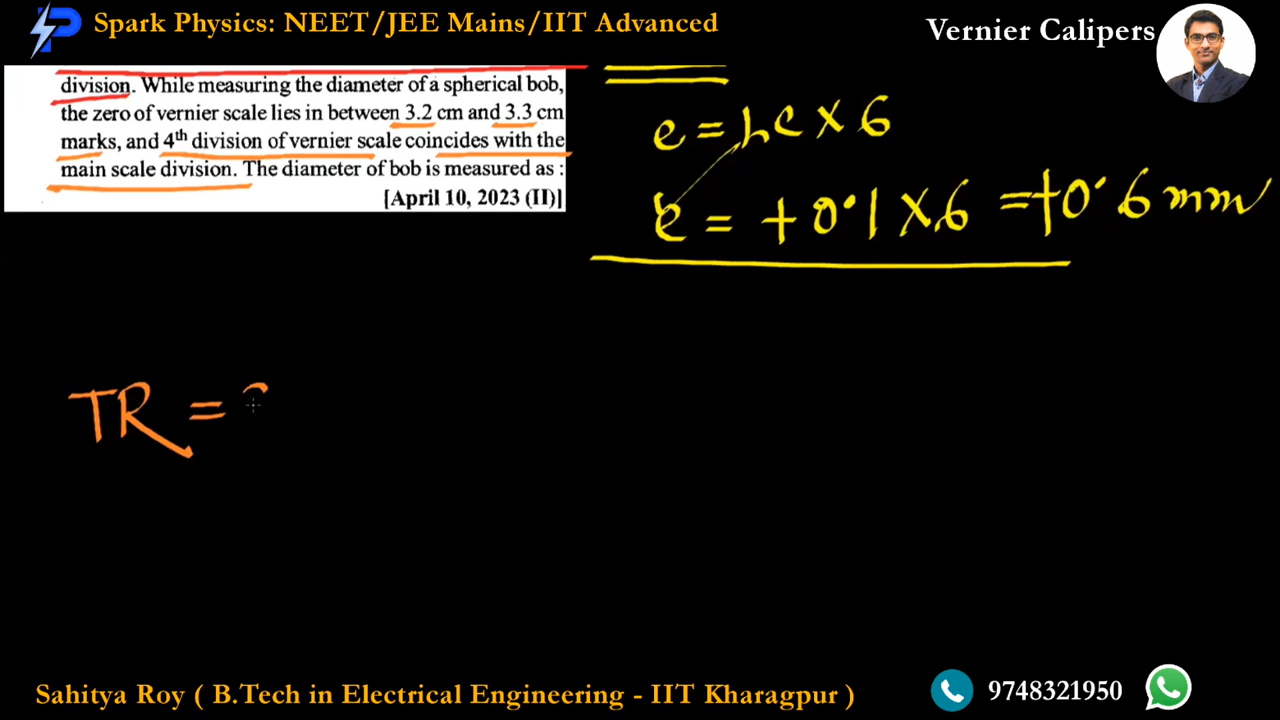 Spark Physics: NEET/JEE Mains/IIT Advanced
Vernier Calipers
division. While measuring the diameter of a spherical bob,
the zero of vernier scale lies in between 3.2 cm and 3.3 cm
marks, and 4th division of vernier scale coincides with the
main scale division. The diameter of bob is measured as :
[April 10, 2023 (II)]
e = LC × 6
e = +0.1 × 6 = +0.6 mm
TR =
Sahitya Roy ( B.Tech in Electrical Engineering - IIT Kharagpur )
9748321950